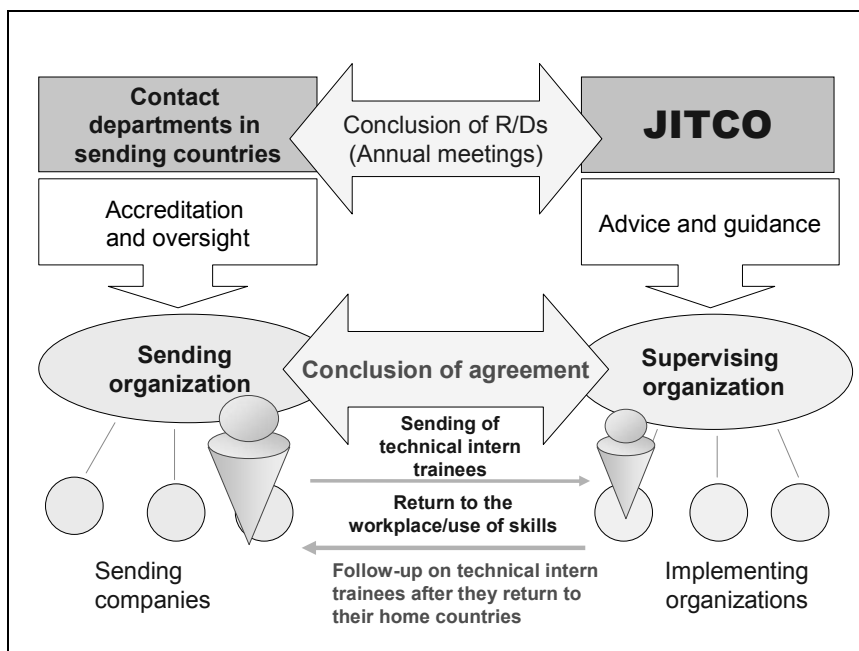 Contact
departments in
sending countries
Conclusion of R/Ds
(Annual meetings)
JITCO
Accreditation
and oversight
Advice and guidance
Sending
organization
Conclusion of agreement
Supervising
organization
Sending of
technical intern
trainees
Return to the
workplace/use of skills
Sending
companies
Follow-up on technical intern
trainees after they return to
their home countries
Implementing
organizations